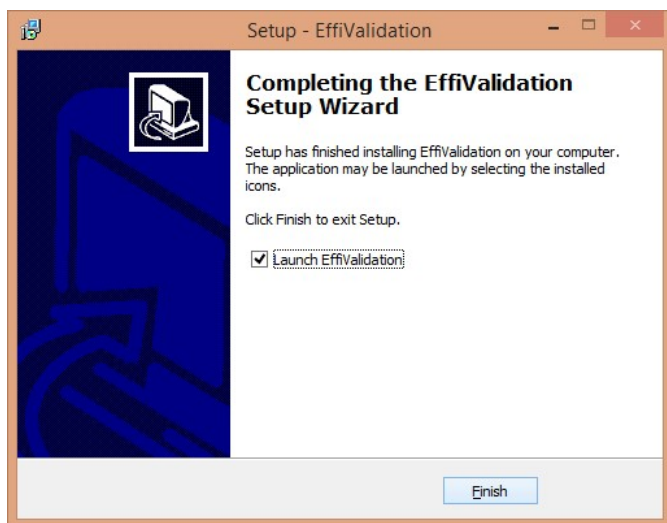 Setup - EffiValidation
Completing the EffiValidation
Setup Wizard
Setup has finished installing EffiValidation on your computer.
The application may be launched by selecting the installed
icons.
Click Finish to exit Setup.
Launch EffiValidation
Finish